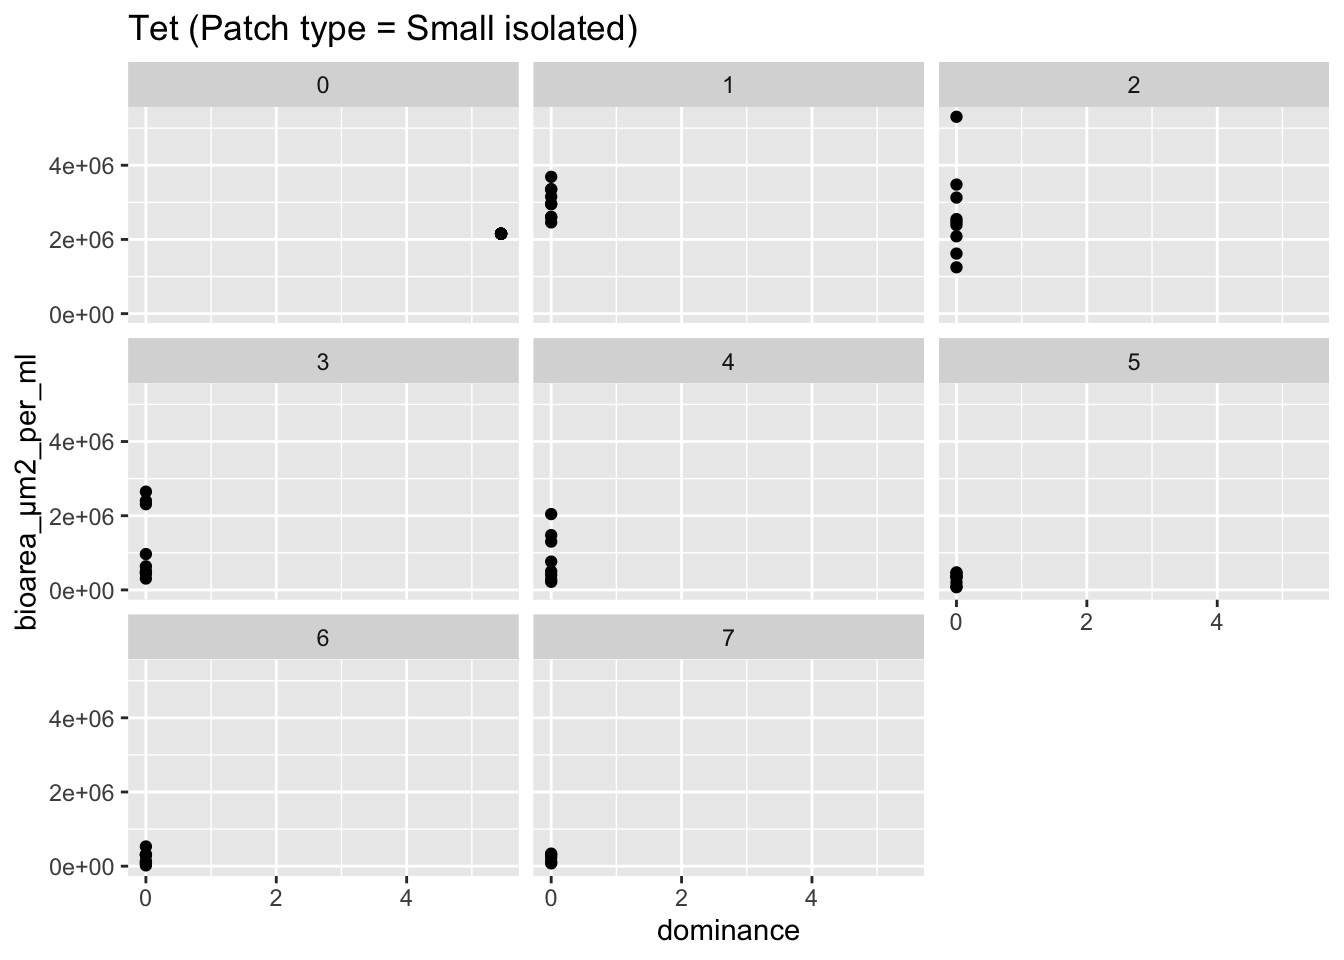 Tet (Patch type = Small isolated)
0 1 2
4e+06
2e+06
0e+00
3 4 5
4e+06
2e+06
0e+00
0 2 4
6 7
4e+06
2e+06
0e+00
0 2 4 0 2 4
dominance
bioarea_µm2_per_ml